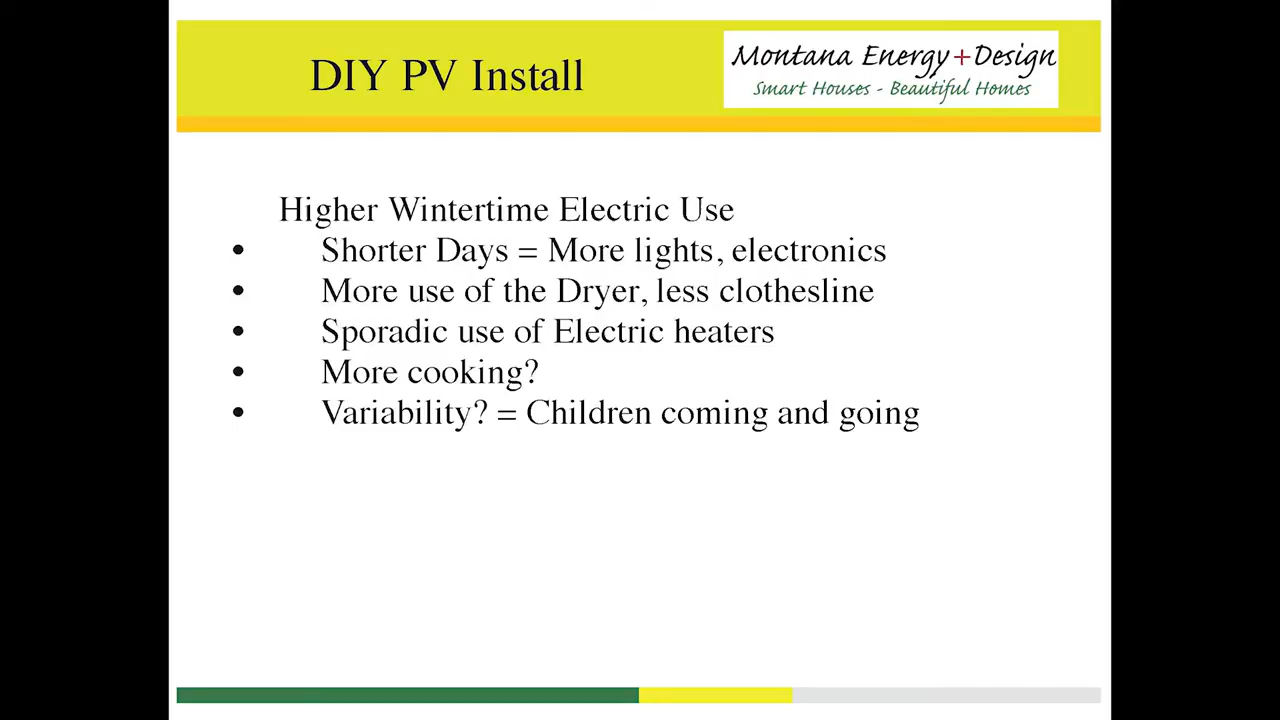 DIY PV Install
Montana Energy+Design
Smart Houses - Beautiful Homes
Higher Wintertime Electric Use
• Shorter Days = More lights, electronics
• More use of the Dryer, less clothesline
• Sporadic use of Electric heaters
• More cooking?
• Variability? = Children coming and going